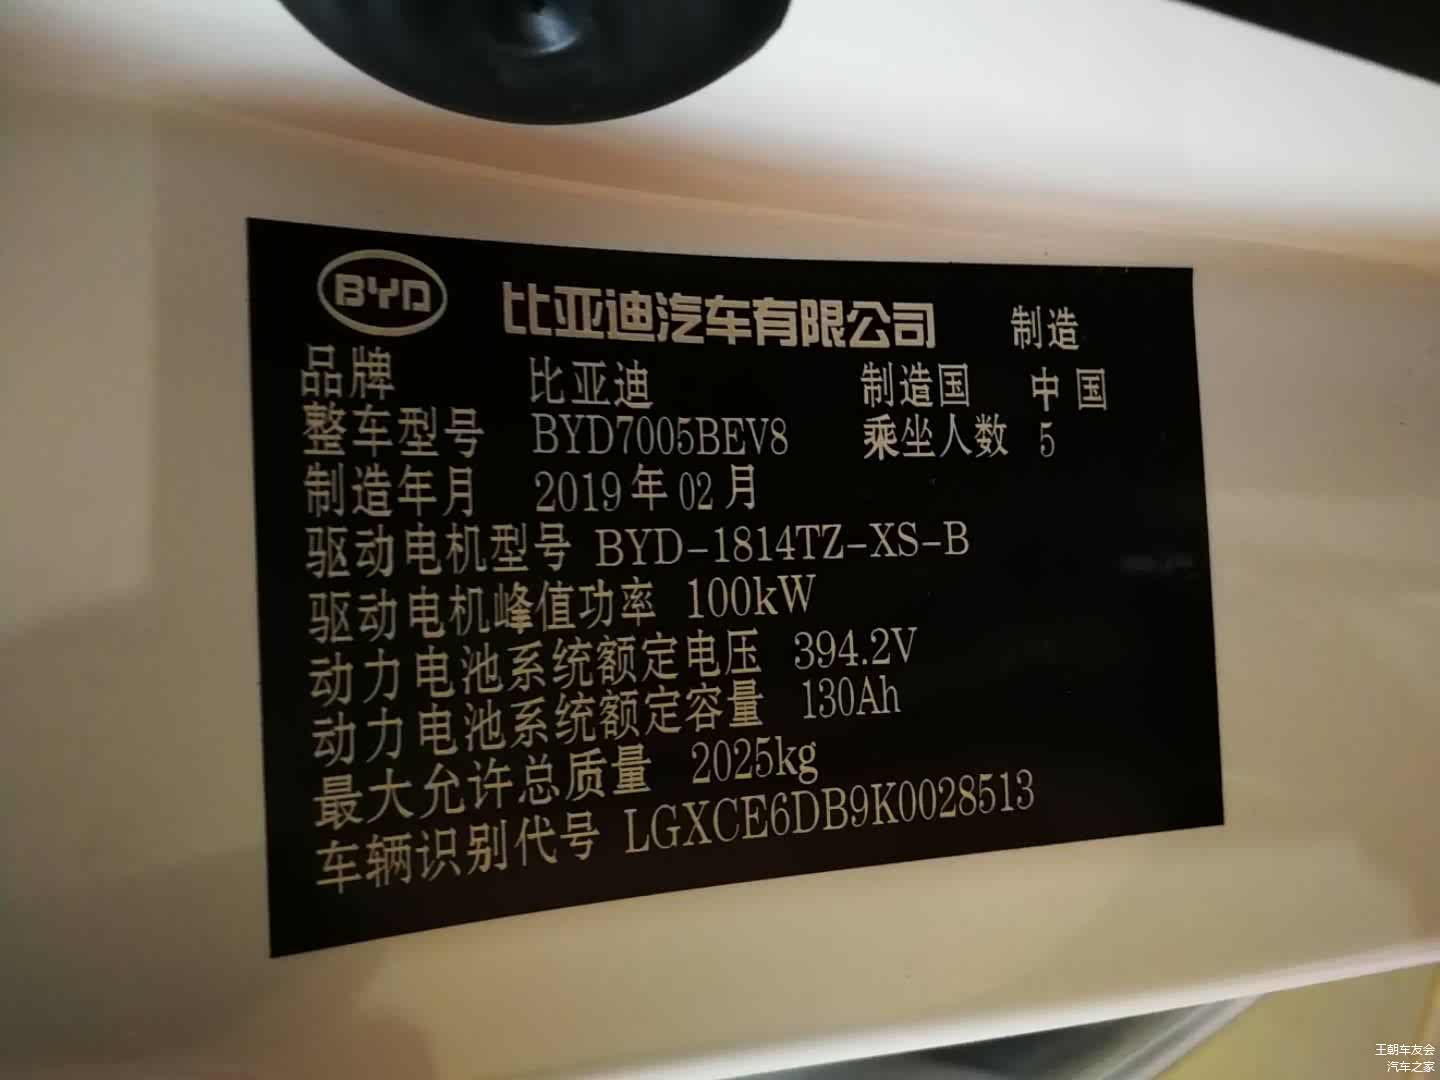 BYD 比亚迪汽车有限公司 制造
品牌 比亚迪 制造国 中国
整车型号 BYD7005BEV8 乘坐人数 5
制造年月 2019年02月
驱动电机型号 BYD-1814TZ-XS-B
驱动电机峰值功率 100kW
动力电池系统额定电压 394.2V
动力电池系统额定容量 130Ah
最大允许总质量 2025kg
车辆识别代号 LGXCE6DB9K0028513
王朝车友会
汽车之家